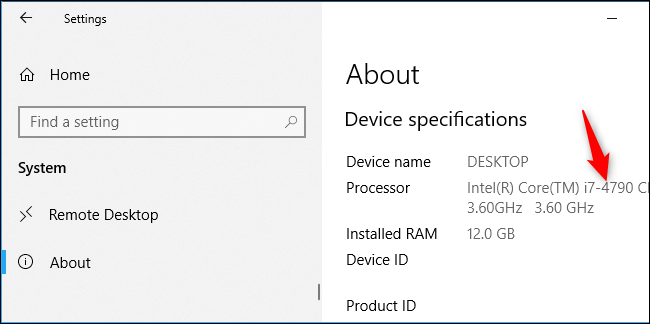 Settings
Home
Find a setting
System
Remote Desktop
About
About
Device specifications
Device name DESKTOP
Processor Intel(R) Core(TM) i7-4790
3.60GHz 3.60 GHz
Installed RAM 12.0 GB
Device ID
Product ID